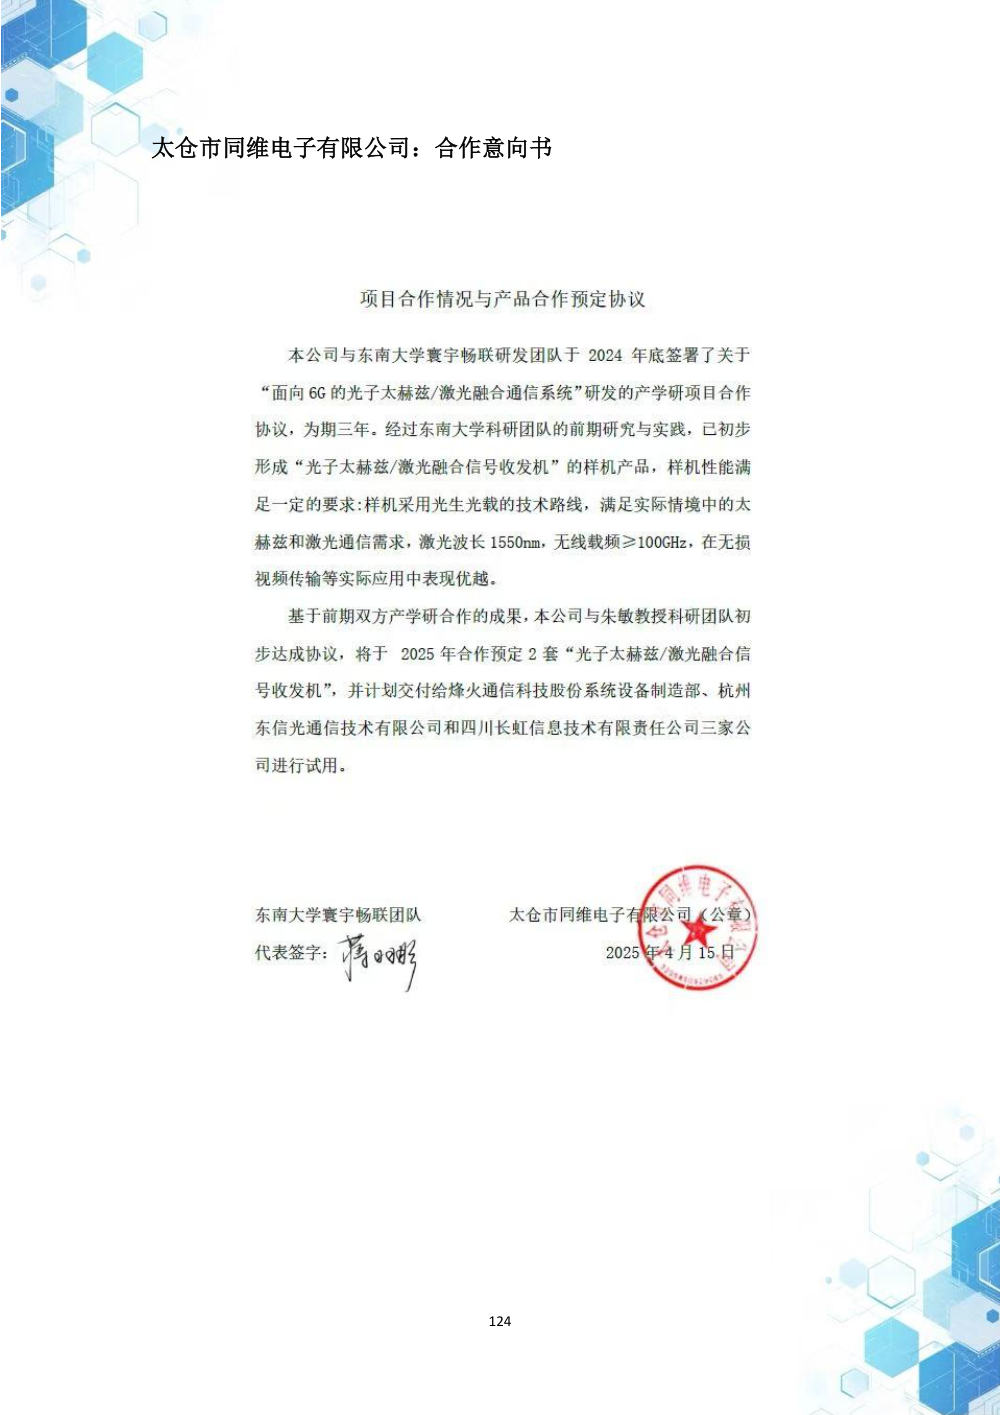 太仓市同维电子有限公司：合作意向书
项目合作情况与产品合作预定协议
本公司与东南大学寰宇畅联研发团队于 2024 年底签署了关于
“面向 6G 的光子太赫兹/激光融合通信系统”研发的产学研项目合作
协议，为期三年。经过东南大学科研团队的前期研究与实践，已初步
形成“光子太赫兹/激光融合信号收发机”的样机产品，样机性能满
足一定的要求:样机采用光生光载的技术路线，满足实际情境中的太
赫兹和激光通信需求，激光波长 1550nm，无线载频≥100GHz，在无损
视频传输等实际应用中表现优越。
基于前期双方产学研合作的成果，本公司与朱敏教授科研团队初
步达成协议，将于 2025 年合作预定 2 套“光子太赫兹/激光融合信
号收发机”，并计划交付给烽火通信科技股份系统设备制造部、杭州
东信光通信技术有限公司和四川长虹信息技术有限责任公司三家公
司进行试用。
东南大学寰宇畅联团队
太仓市同维电子有限公司（公章）
代表签字：
2025 年 4 月 15 日
124